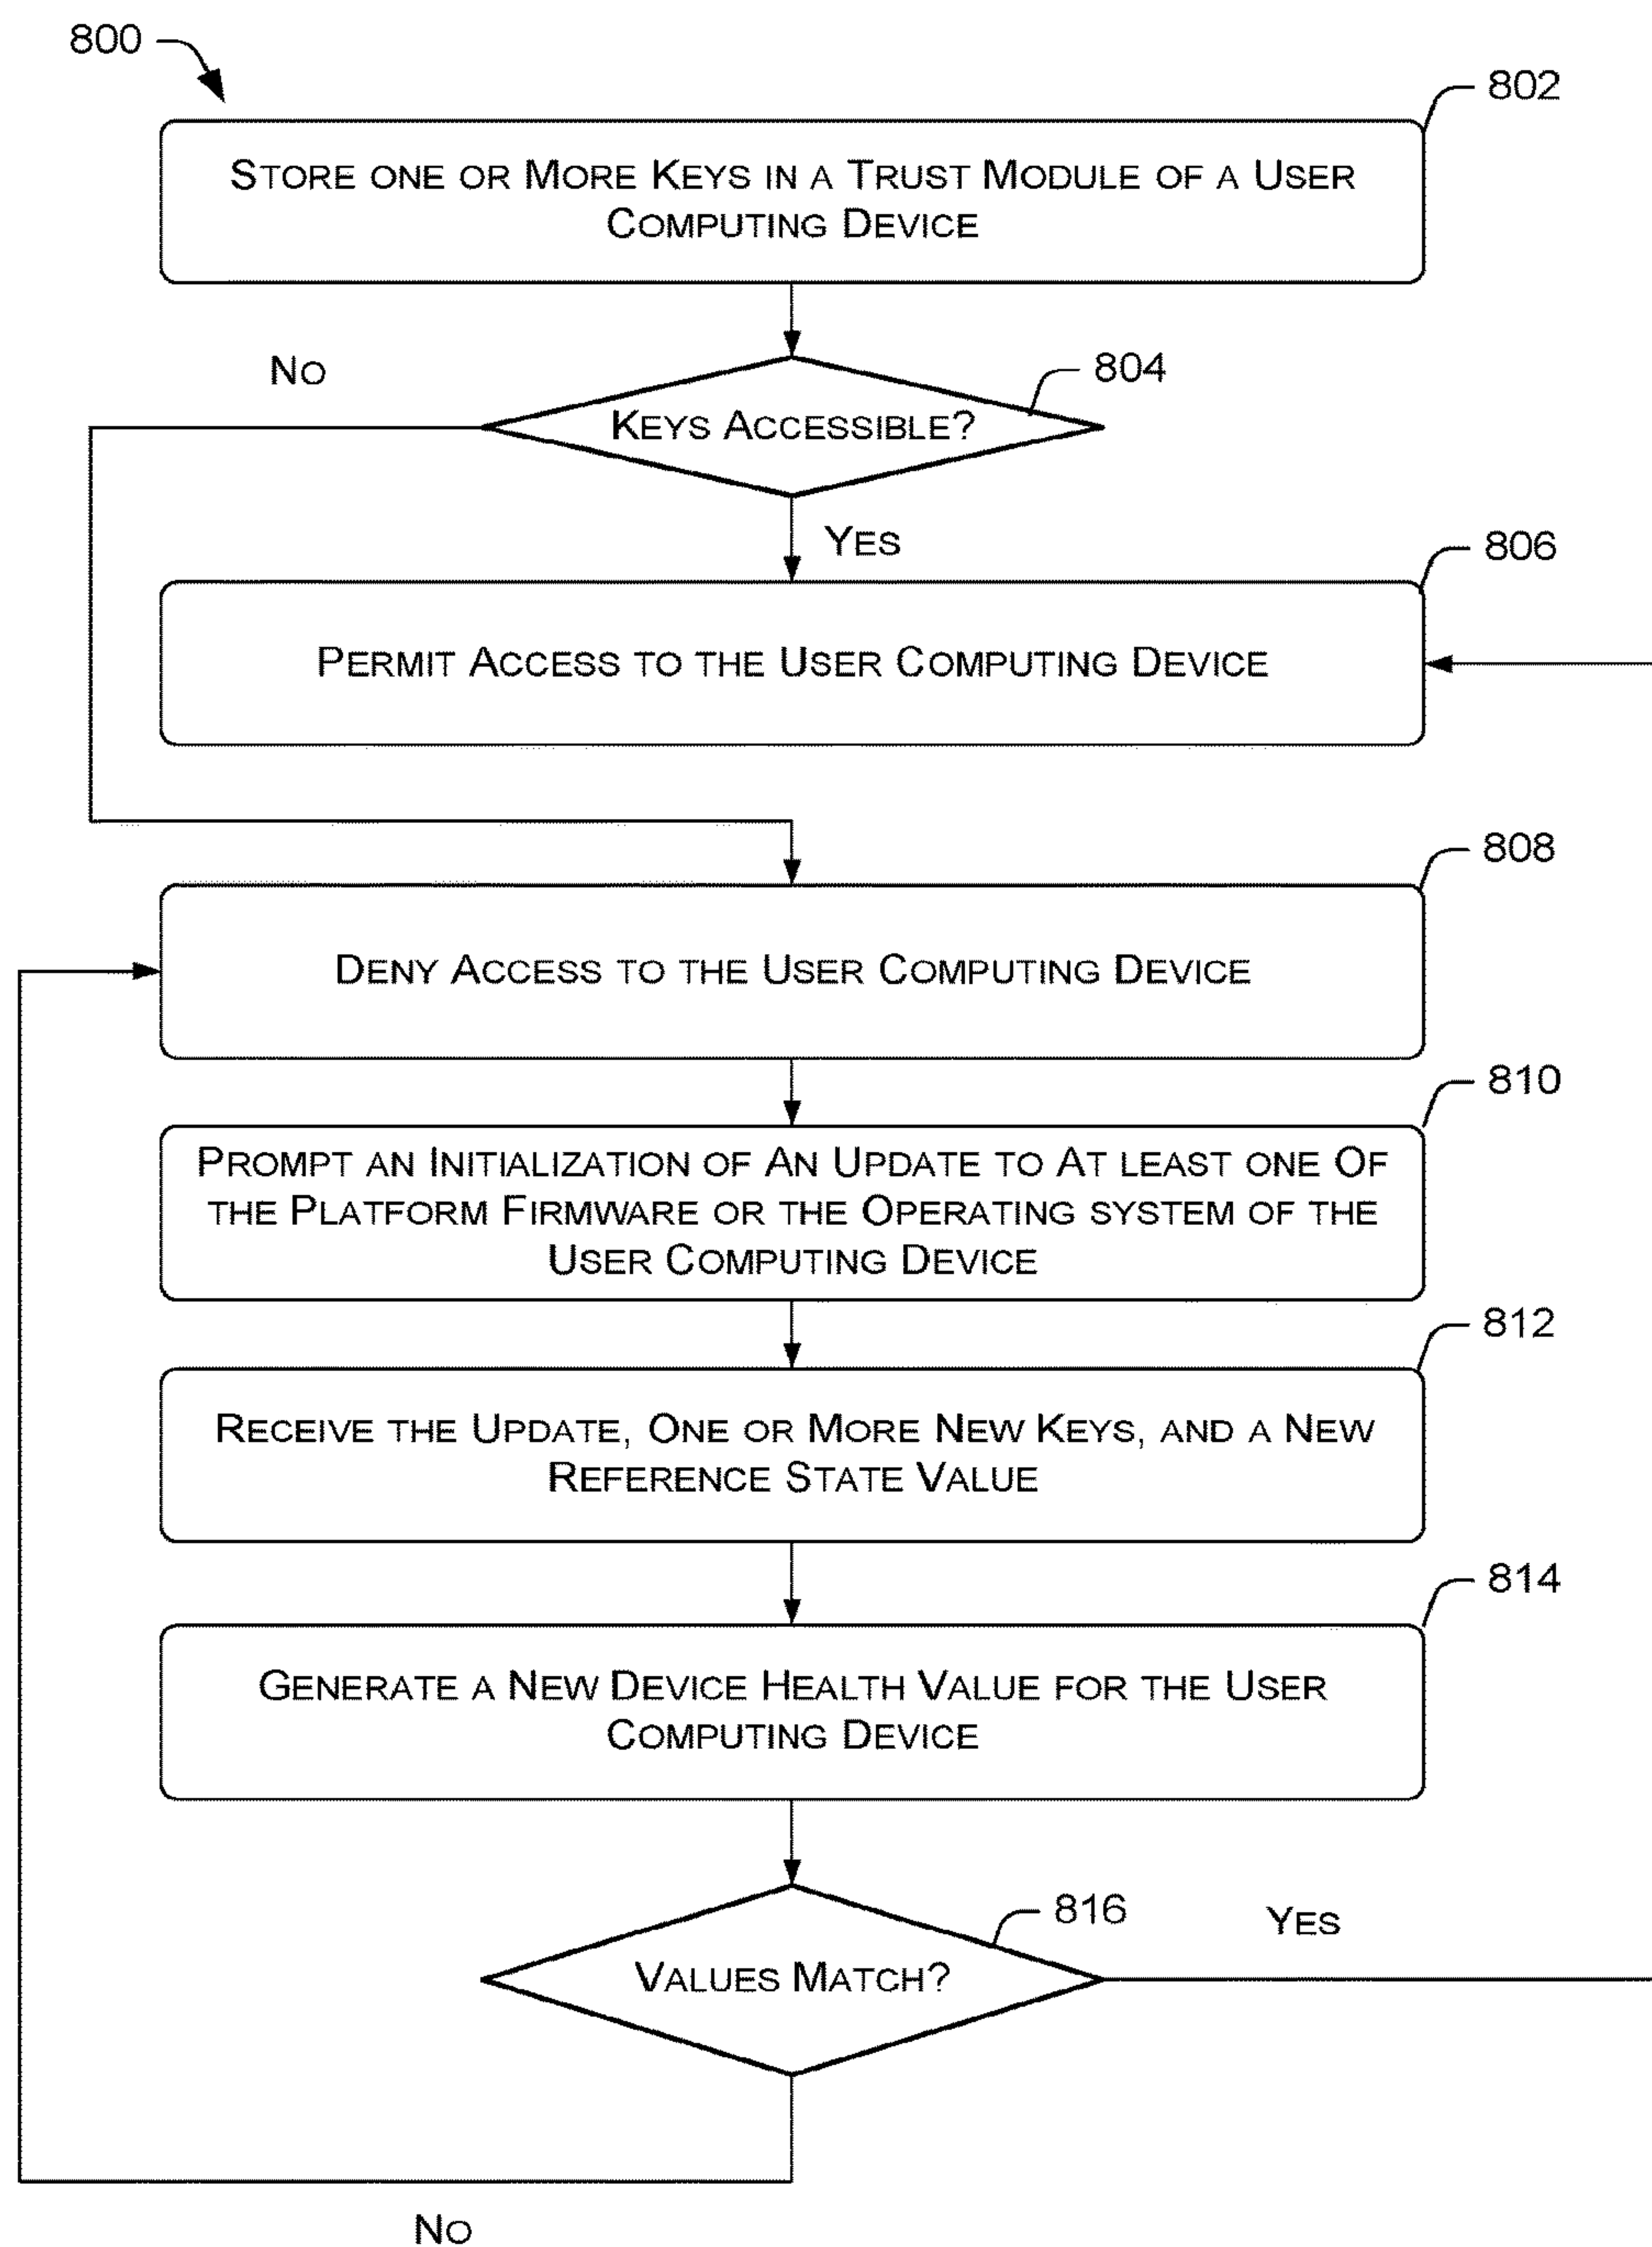 800
802
STORE ONE OR MORE KEYS IN A TRUST MODULE OF A USER
COMPUTING DEVICE
NO
804
KEYS ACCESSIBLE?
YES
806
PERMIT ACCESS TO THE USER COMPUTING DEVICE
808
DENY ACCESS TO THE USER COMPUTING DEVICE
810
PROMPT AN INITIALIZATION OF AN UPDATE TO AT LEAST ONE OF
THE PLATFORM FIRMWARE OR THE OPERATING SYSTEM OF THE
USER COMPUTING DEVICE
812
RECEIVE THE UPDATE, ONE OR MORE NEW KEYS, AND A NEW
REFERENCE STATE VALUE
814
GENERATE A NEW DEVICE HEALTH VALUE FOR THE USER
COMPUTING DEVICE
816
YES
VALUES MATCH?
NO